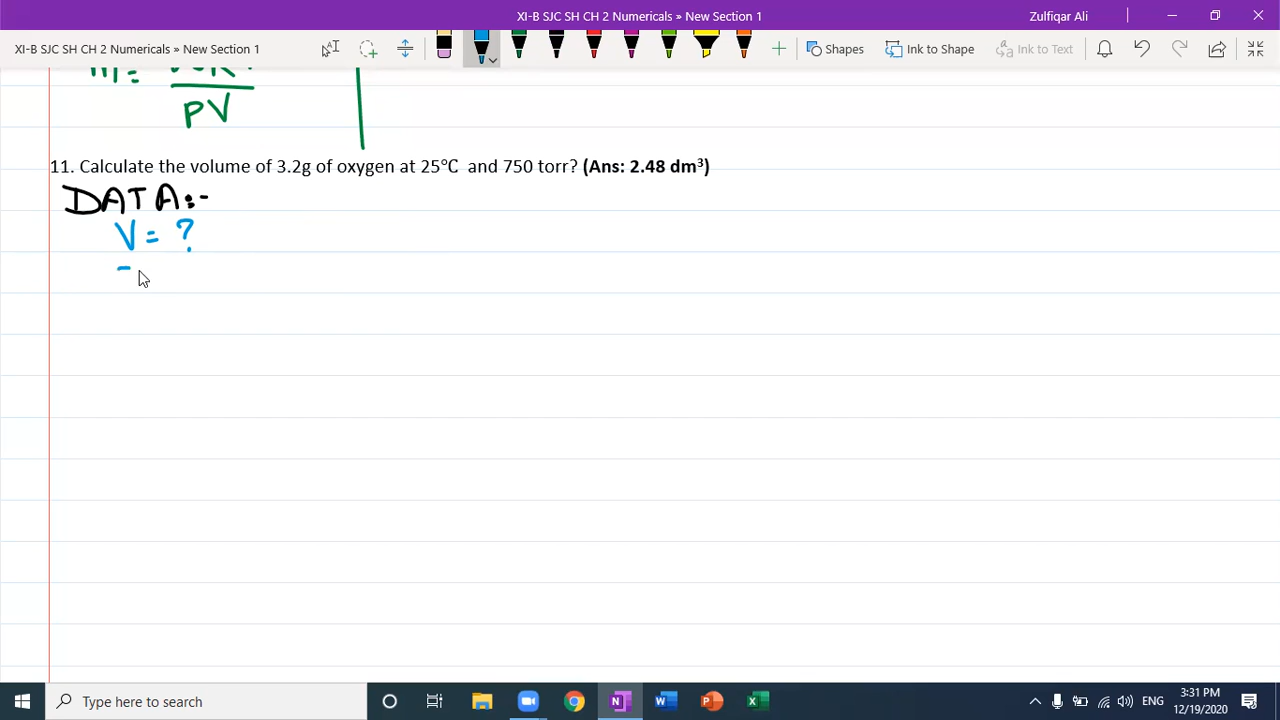 XI-B SJC SH CH 2 Numericals » New Section 1
Zulfiqar Ali
XI-B SJC SH CH 2 Numericals » New Section 1
Shapes
Ink to Shape
Ink to Text
PV
11. Calculate the volume of 3.2g of oxygen at 25°C and 750 torr? (Ans: 2.48 dm³)
DATA:-
V = ?
Type here to search
ENG
3:31 PM
12/19/2020